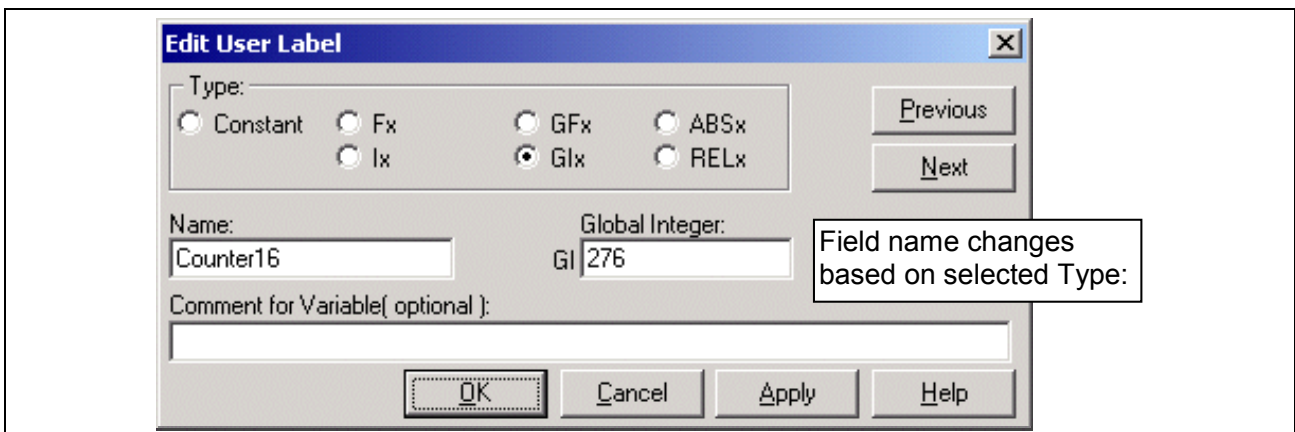 Edit User Label
Type:
Constant Fx GFx ABSx
Ix GIx RELx
Previous
Next
Name: Global Integer:
Counter16 GI 276
Field name changes
based on selected Type:
Comment for Variable( optional ):
OK Cancel Apply Help